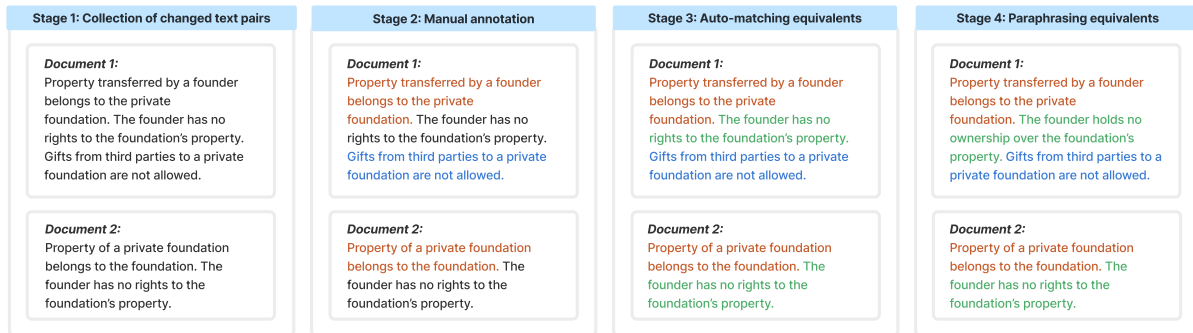 Stage 1: Collection of changed text pairs
Document 1:
Property transferred by a founder
belongs to the private
foundation. The founder has no
rights to the foundation's property.
Gifts from third parties to a private
foundation are not allowed.
Document 2:
Property of a private foundation
belongs to the foundation. The
founder has no rights to the
foundation's property.
Stage 2: Manual annotation
Document 1:
Property transferred by a founder
belongs to the private
foundation. The founder has no
rights to the foundation's property.
Gifts from third parties to a private
foundation are not allowed.
Document 2:
Property of a private foundation
belongs to the foundation. The
founder has no rights to the
foundation's property.
Stage 3: Auto-matching equivalents
Document 1:
Property transferred by a founder
belongs to the private
foundation. The founder has no
rights to the foundation's property.
Gifts from third parties to a private
foundation are not allowed.
Document 2:
Property of a private foundation
belongs to the foundation. The
founder has no rights to the
foundation's property.
Stage 4: Paraphrasing equivalents
Document 1:
Property transferred by a founder
belongs to the private
foundation. The founder holds no
ownership over the foundation's
property. Gifts from third parties to a
private foundation are not allowed.
Document 2:
Property of a private foundation
belongs to the foundation. The
founder has no rights to the
foundation's property.